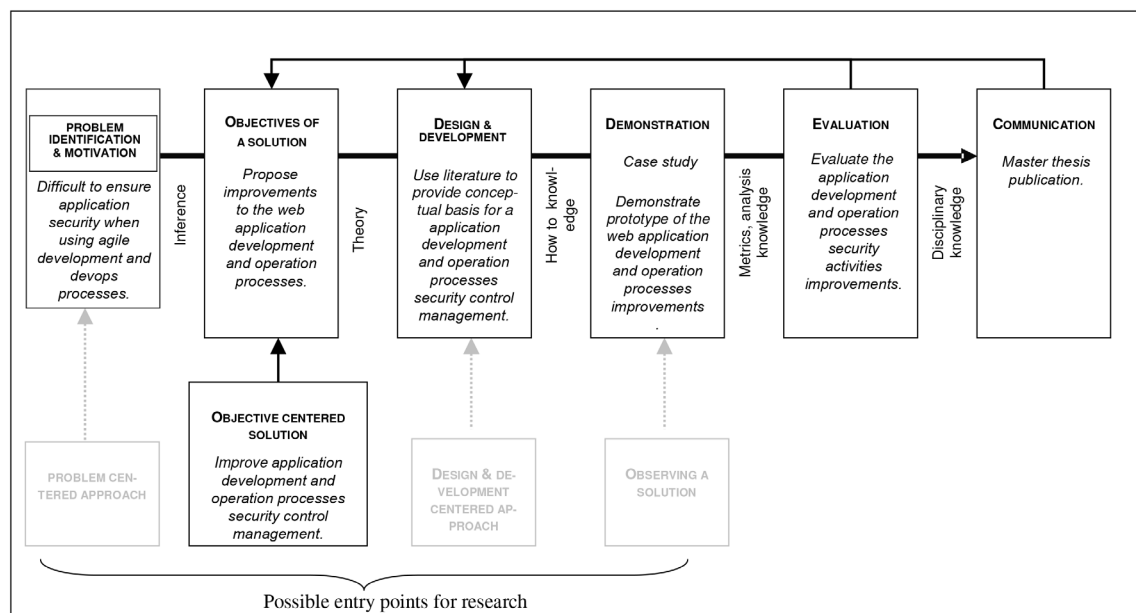 PROBLEM
IDENTIFICATION
& MOTIVATION
Difficult to ensure
application
security when
using agile
development and
devops
processes.
Inference
OBJECTIVES OF
A SOLUTION
Propose
improvements
to the web
application
development
and operation
processes.
Theory
DESIGN &
DEVELOPMENT
Use literature to
provide concep-
tual basis for a
application
development
and operation
processes
security control
management.
How to knowl-
edge
DEMONSTRATION
Case study
Demonstrate
prototype of the
web application
development
and operation
processes
improvements
.
Metrics, analysis
knowledge
EVALUATION
Evaluate the
application
development
and operation
processes
security
activities
improvements.
Disciplinary
knowledge
COMMUNICATION
Master thesis
publication.
PROBLEM CEN-
TERED APPROACH
OBJECTIVE CENTERED
SOLUTION
Improve application
development and
operation processes
security control
management.
DESIGN & DE-
VELOPMENT
CENTERED AP-
PROACH
OBSERVING A
SOLUTION
Possible entry points for research